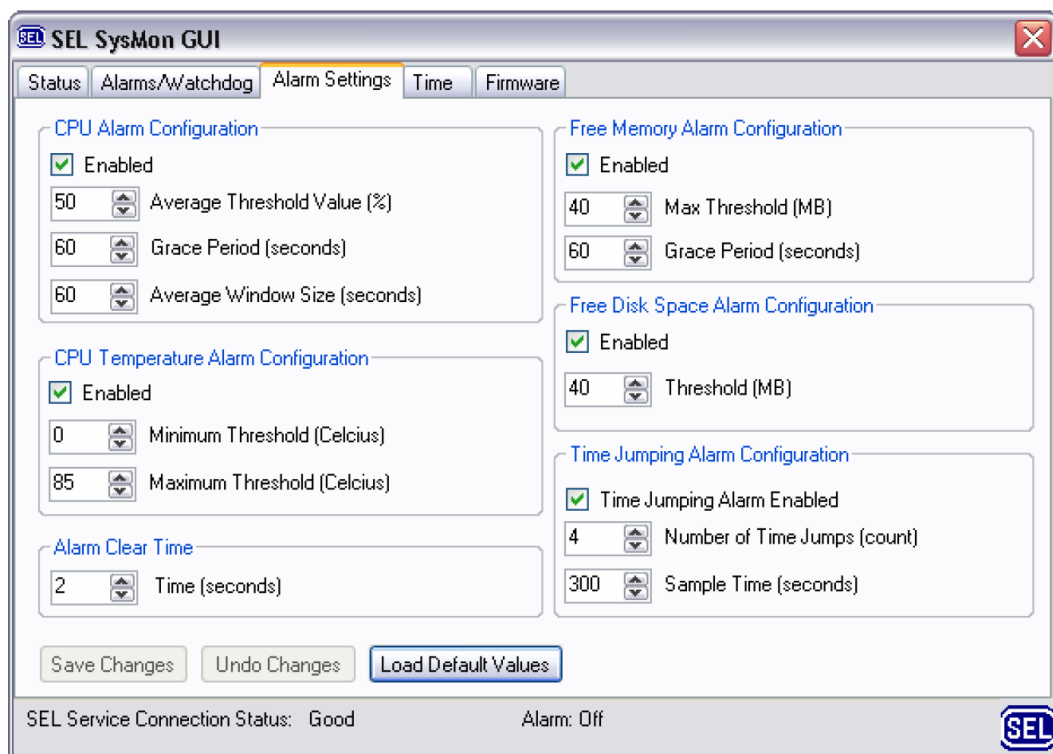 SEL SEL SysMon GUI
Status Alarms/Watchdog Alarm Settings Time Firmware
CPU Alarm Configuration
Enabled
50 Average Threshold Value (%)
60 Grace Period (seconds)
60 Average Window Size (seconds)
CPU Temperature Alarm Configuration
Enabled
0 Minimum Threshold (Celcius)
85 Maximum Threshold (Celcius)
Alarm Clear Time
2 Time (seconds)
Free Memory Alarm Configuration
Enabled
40 Max Threshold (MB)
60 Grace Period (seconds)
Free Disk Space Alarm Configuration
Enabled
40 Threshold (MB)
Time Jumping Alarm Configuration
Time Jumping Alarm Enabled
4 Number of Time Jumps (count)
300 Sample Time (seconds)
Save Changes Undo Changes Load Default Values
SEL Service Connection Status: Good Alarm: Off
SEL